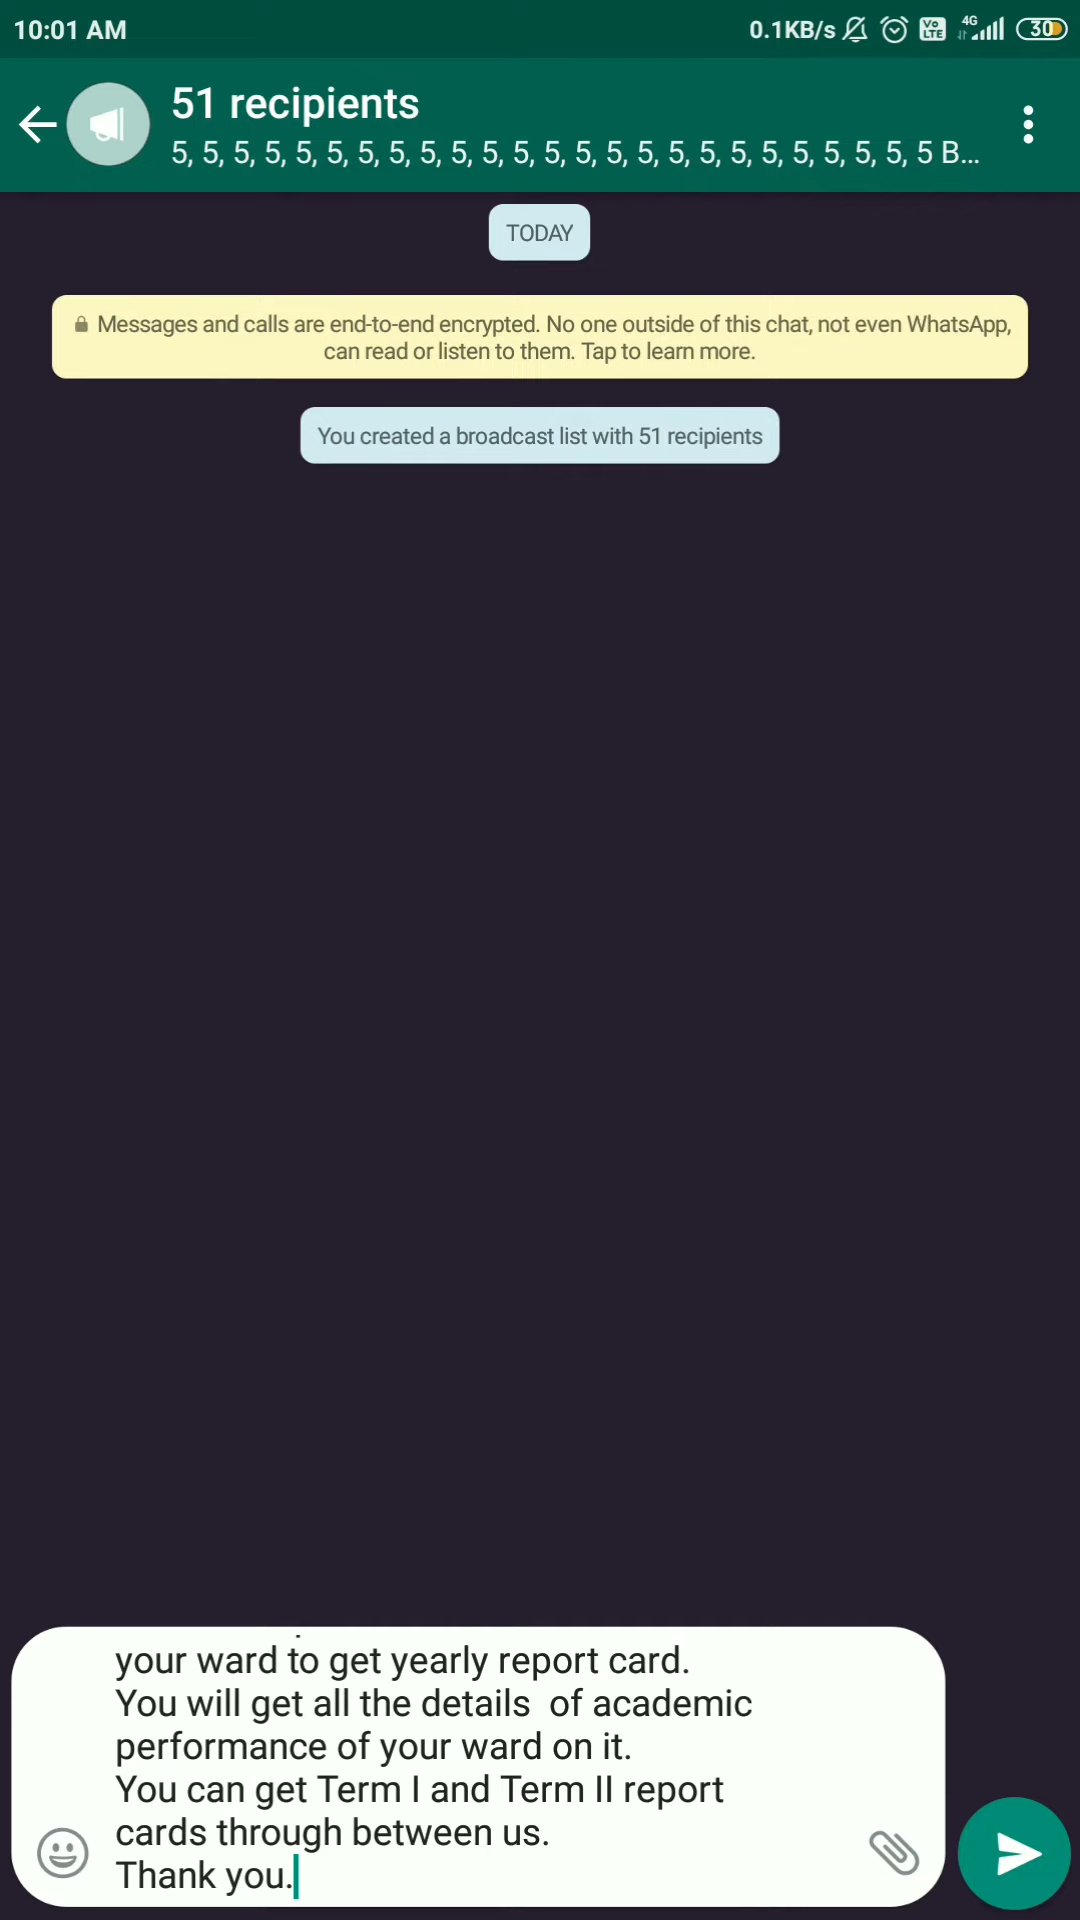 10:01 AM 0.1KB/s Vo LTE 4G 30
51 recipients
5, 5, 5, 5, 5, 5, 5, 5, 5, 5, 5, 5, 5, 5, 5, 5, 5, 5, 5, 5, 5, 5, 5, 5, 5 B...
TODAY
Messages and calls are end-to-end encrypted. No one outside of this chat, not even WhatsApp,
can read or listen to them. Tap to learn more.
You created a broadcast list with 51 recipients
your ward to get yearly report card.
You will get all the details  of academic
performance of your ward on it.
You can get Term I and Term II report
cards through between us.
Thank you.